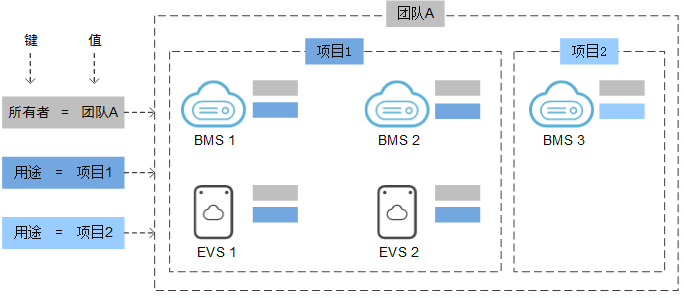 团队A
键 值
项目1 项目2
所有者 = 团队A
BMS 1 BMS 2 BMS 3
用途 = 项目1
用途 = 项目2
EVS 1 EVS 2